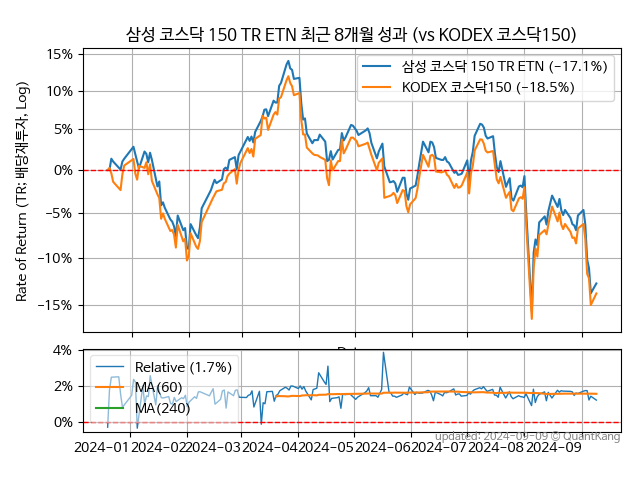 삼성 코스닥 150 TR ETN 최근 8개월 성과 (vs KODEX 코스닥150)
Rate of Return (TR: 배당재투자, Log)
15%
10%
5%
0%
−5%
−10%
−15%
삼성 코스닥 150 TR ETN (−17.1%)
KODEX 코스닥150 (−18.5%)
4%
2%
0%
Relative (1.7%)
MA(60)
MA(240)
2024−01 2024−02 2024−03 2024−04 2024−05 2024−06 2024−07 2024−08 2024−09
updated: 2024−09−09 © QuantKang